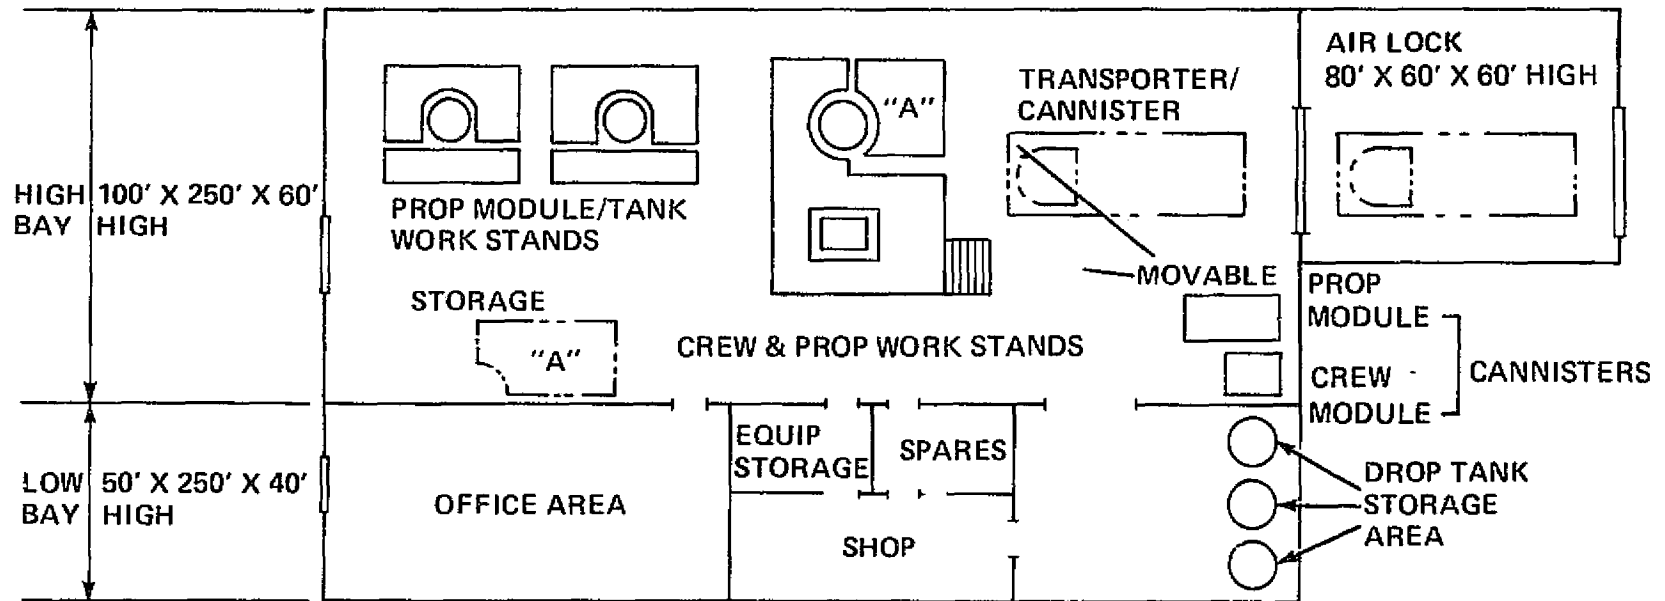 AIR LOCK
80' X 60' X 60' HIGH
TRANSPORTER/
CANNISTER
"A"
HIGH BAY
100' X 250' X 60'
HIGH
PROP MODULE/TANK
WORK STANDS
MOVABLE
STORAGE
"A"
CREW & PROP WORK STANDS
PROP
MODULE
CREW
MODULE
CANNISTERS
LOW BAY
50' X 250' X 40'
HIGH
OFFICE AREA
EQUIP
STORAGE
SPARES
SHOP
DROP TANK
STORAGE
AREA